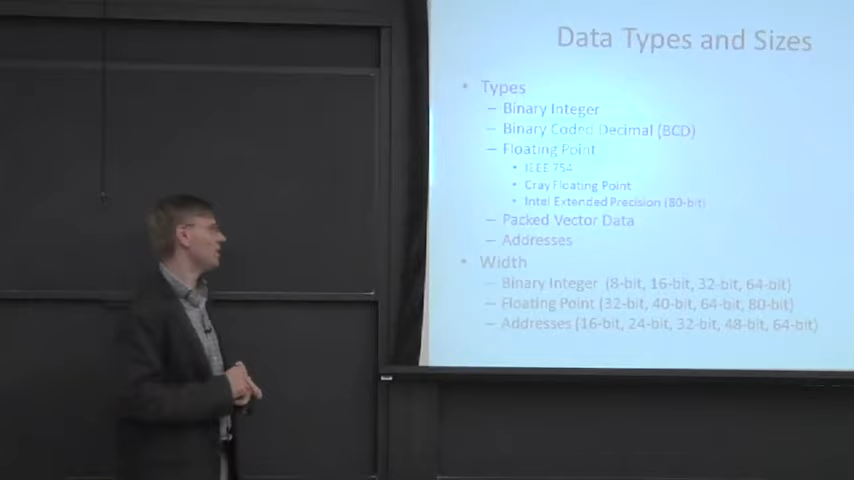 Data Types and Sizes
• Types
– Binary Integer
– Binary Coded Decimal (BCD)
– Floating Point
• IEEE 754
• Cray Floating Point
• Intel Extended Precision (80-bit)
– Packed Vector Data
– Addresses
• Width
– Binary Integer (8-bit, 16-bit, 32-bit, 64-bit)
– Floating Point (32-bit, 40-bit, 64-bit, 80-bit)
– Addresses (16-bit, 24-bit, 32-bit, 48-bit, 64-bit)